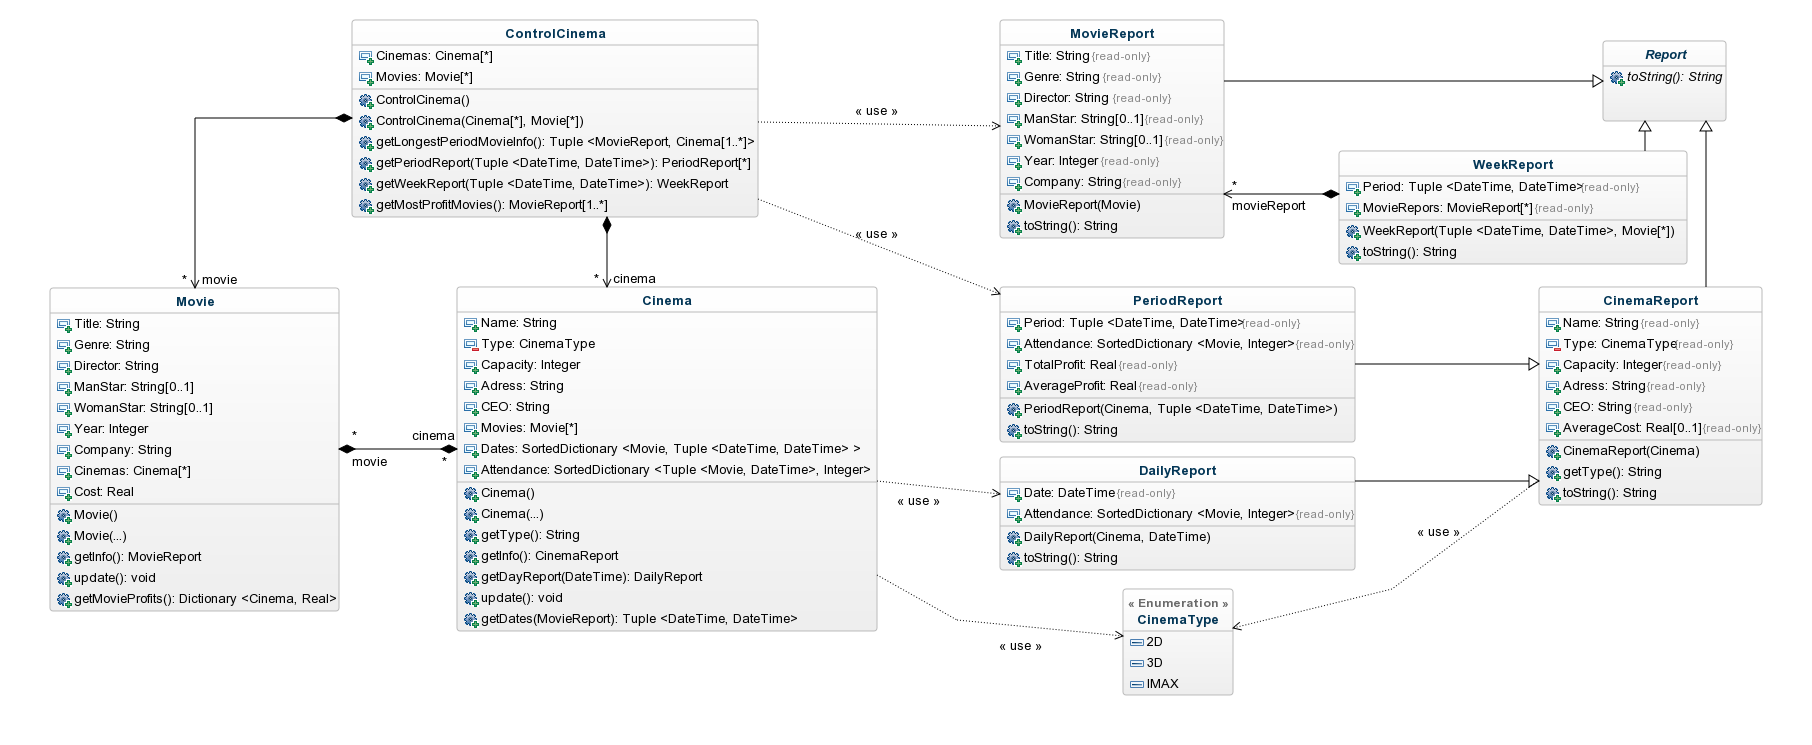 ControlCinema
Cinemas: Cinema[*]
Movies: Movie[*]
ControlCinema()
ControlCinema(Cinema[*], Movie[*])
getLongestPeriodMovieInfo(): Tuple <MovieReport, Cinema[1..*]>
getPeriodReport(Tuple <DateTime, DateTime>): PeriodReport[*]
getWeekReport(Tuple <DateTime, DateTime>): WeekReport
getMostProfitMovies(): MovieReport[1..*]
« use »
« use »
MovieReport
Title: String {read-only}
Genre: String {read-only}
Director: String {read-only}
ManStar: String[0..1] {read-only}
WomanStar: String[0..1] {read-only}
Year: Integer {read-only}
Company: String {read-only}
MovieReport(Movie)
toString(): String
Report
toString(): String
* movieReport
WeekReport
Period: Tuple <DateTime, DateTime> {read-only}
MovieRepors: MovieReport[*] {read-only}
WeekReport(Tuple <DateTime, DateTime>, Movie[*])
toString(): String
* movie
* cinema
Movie
Title: String
Genre: String
Director: String
ManStar: String[0..1]
WomanStar: String[0..1]
Year: Integer
Company: String
Cinemas: Cinema[*]
Cost: Real
Movie()
Movie(...)
getInfo(): MovieReport
update(): void
getMovieProfits(): Dictionary <Cinema, Real>
* cinema
movie *
Cinema
Name: String
Type: CinemaType
Capacity: Integer
Adress: String
CEO: String
Movies: Movie[*]
Dates: SortedDictionary <Movie, Tuple <DateTime, DateTime> >
Attendance: SortedDictionary <Tuple <Movie, DateTime>, Integer>
Cinema()
Cinema(...)
getType(): String
getInfo(): CinemaReport
getDayReport(DateTime): DailyReport
update(): void
getDates(MovieReport): Tuple <DateTime, DateTime>
« use »
« use »
PeriodReport
Period: Tuple <DateTime, DateTime> {read-only}
Attendance: SortedDictionary <Movie, Integer> {read-only}
TotalProfit: Real {read-only}
AverageProfit: Real {read-only}
PeriodReport(Cinema, Tuple <DateTime, DateTime>)
toString(): String
DailyReport
Date: DateTime {read-only}
Attendance: SortedDictionary <Movie, Integer> {read-only}
DailyReport(Cinema, DateTime)
toString(): String
CinemaReport
Name: String {read-only}
Type: CinemaType {read-only}
Capacity: Integer {read-only}
Adress: String {read-only}
CEO: String {read-only}
AverageCost: Real[0..1] {read-only}
CinemaReport(Cinema)
getType(): String
toString(): String
« use »
« Enumeration »
CinemaType
2D
3D
IMAX